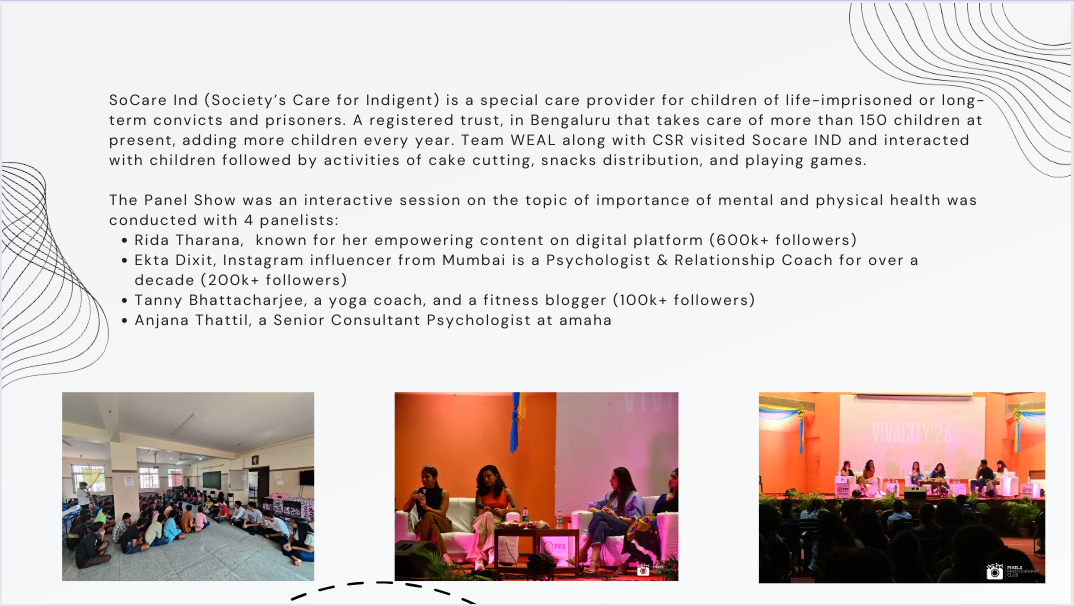 SoCare Ind (Society's Care for Indigent) is a special care provider for children of life-imprisoned or long-
term convicts and prisoners. A registered trust, in Bengaluru that takes care of more than 150 children at
present, adding more children every year. Team WEAL along with CSR visited Socare IND and interacted
with children followed by activities of cake cutting, snacks distribution, and playing games.
The Panel Show was an interactive session on the topic of importance of mental and physical health was
conducted with 4 panelists:
• Rida Tharana,  known for her empowering content on digital platform (600k+ followers)
• Ekta Dixit, Instagram influencer from Mumbai is a Psychologist & Relationship Coach for over a
decade (200k+ followers)
• Tanny Bhattacharjee, a yoga coach, and a fitness blogger (100k+ followers)
• Anjana Thattil, a Senior Consultant Psychologist at amaha
PES
VIVACITY'23
PIXELS
PHOTOGRAPHY
CLUB